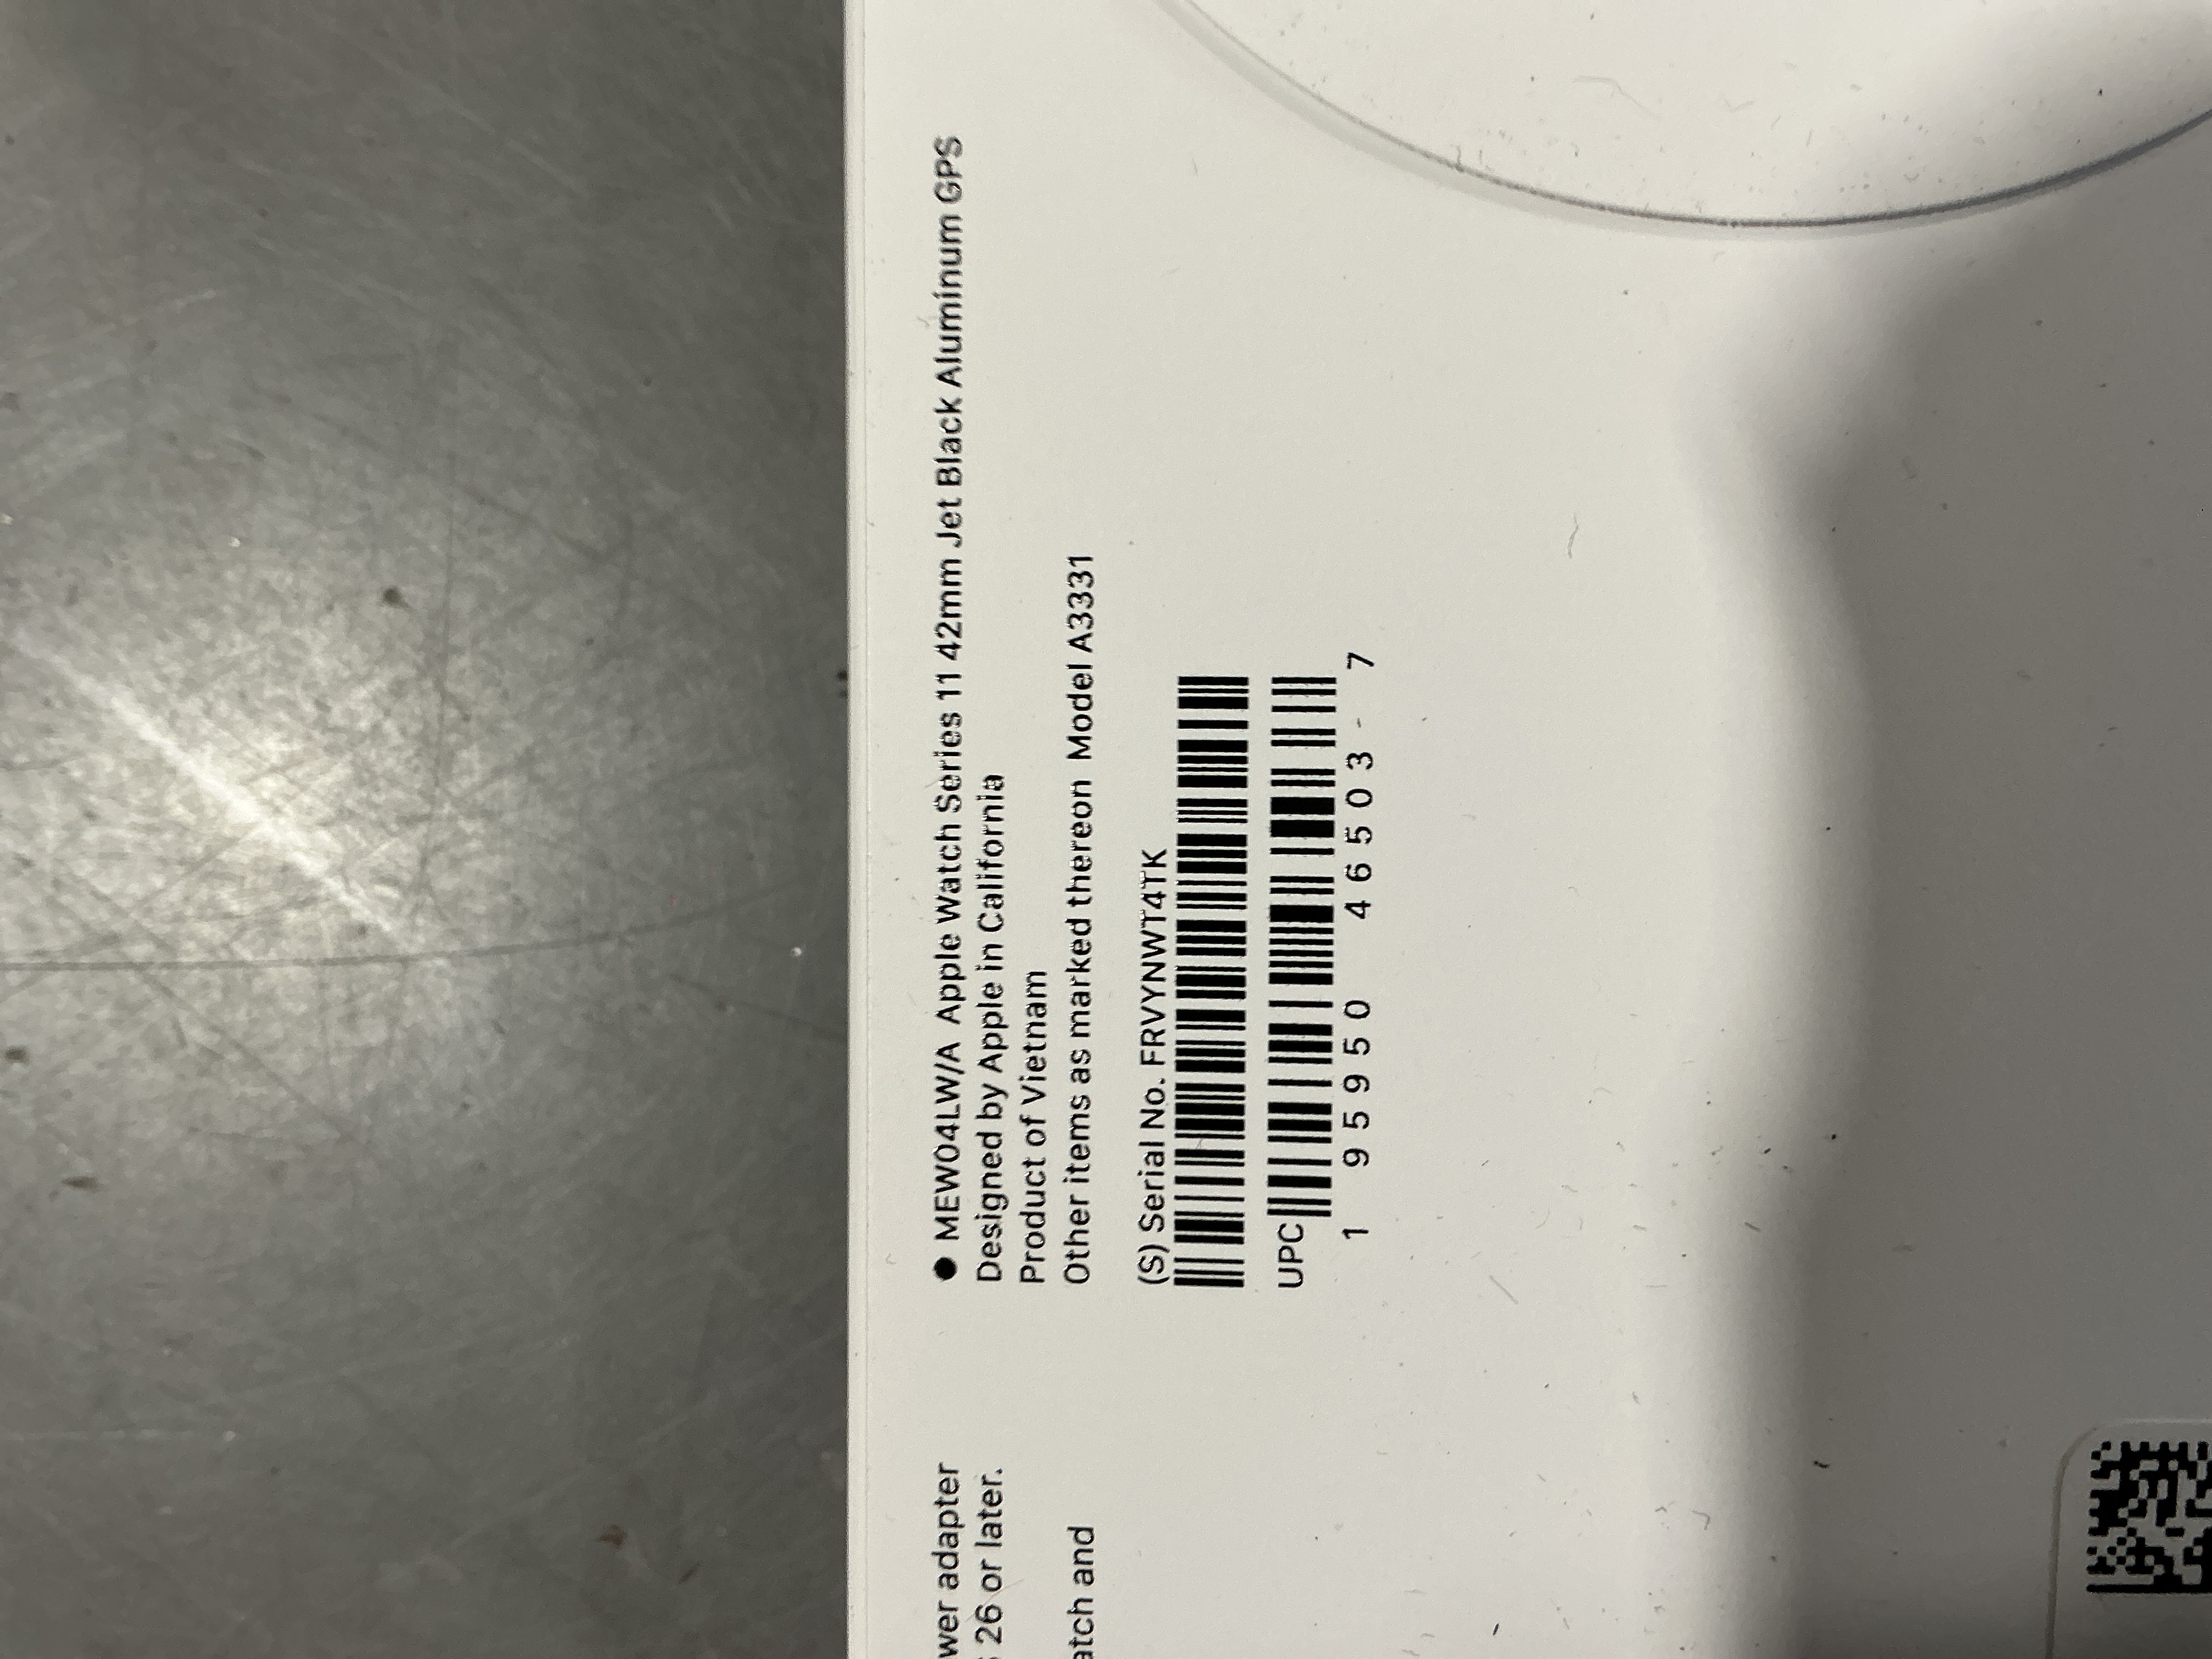 ● MEW04LW/A Apple Watch Series 11 42mm Jet Black Aluminum GPS
Designed by Apple in California
Product of Vietnam
Other items as marked thereon Model A3331
(S) Serial No. FRVYNWT4TK
UPC
1 95950 46503 7
wer adapter
26 or later.
atch and